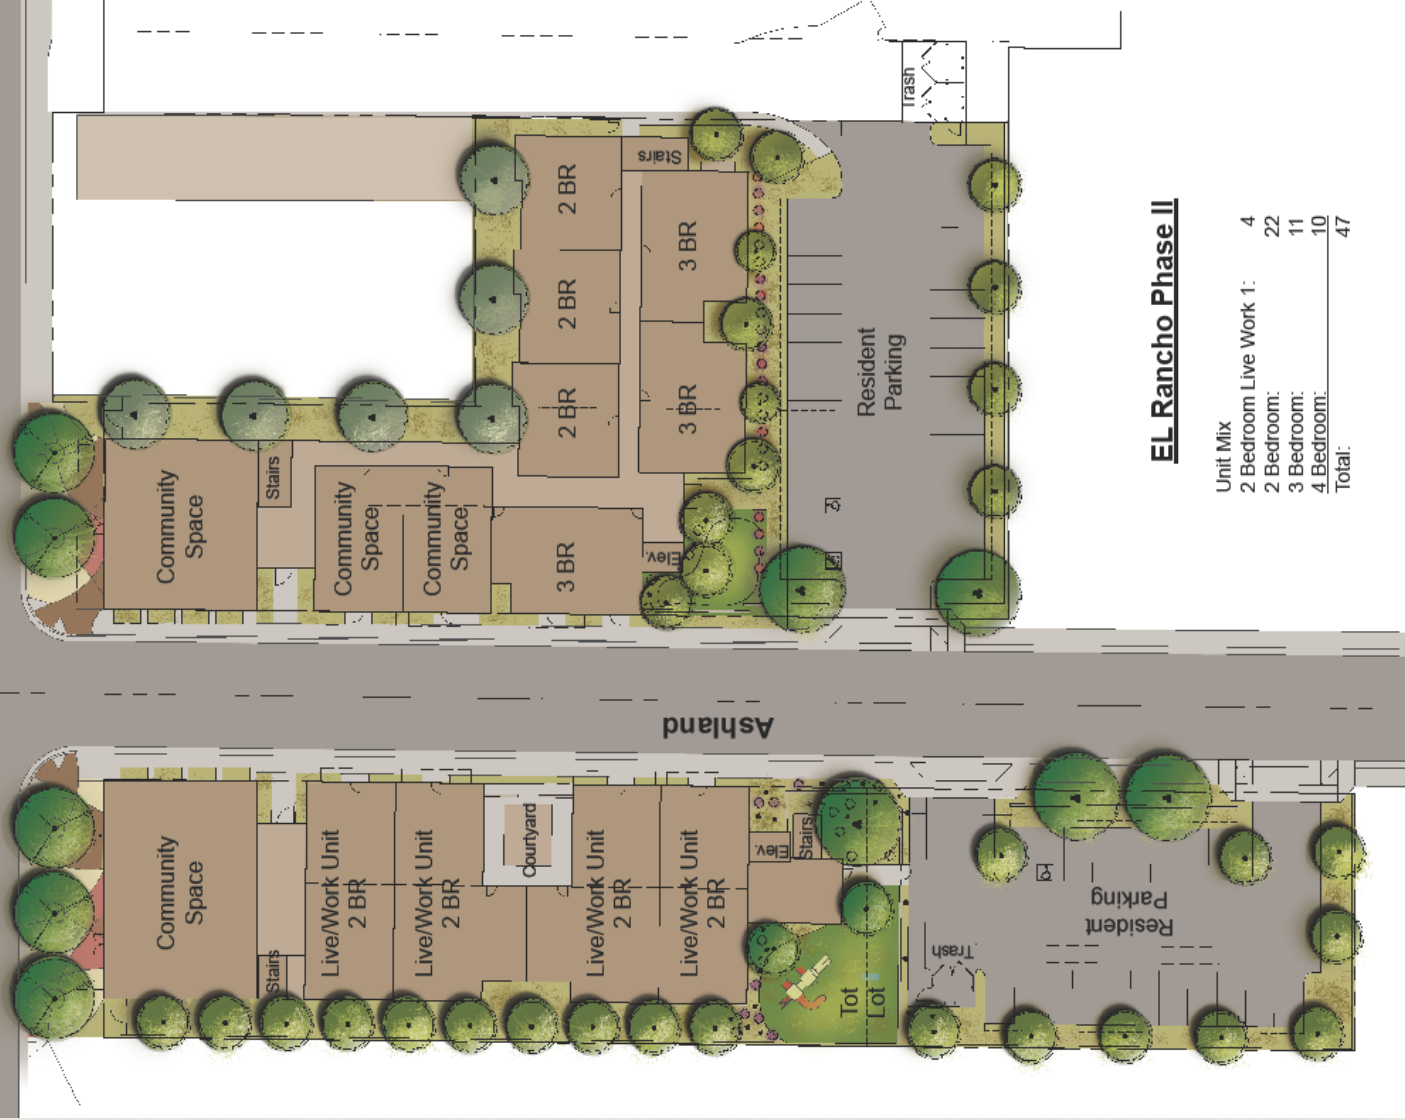 EL Rancho Phase II
Unit Mix
2 Bedroom Live Work 1: 4
2 Bedroom: 22
3 Bedroom: 11
4 Bedroom: 10
Total: 47
Trash
Stairs
2 BR
2 BR
2 BR
3 BR
3 BR
Resident
Parking
Community
Space
Stairs
Community
Space
Community
Space
3 BR
Elev.
Ashland
Community
Space
Stairs
Live/Work Unit
2 BR
Live/Work Unit
2 BR
Courtyard
Live/Work Unit
2 BR
Live/Work Unit
2 BR
Elev.
Stairs
Tot
Lot
Trash
Resident
Parking